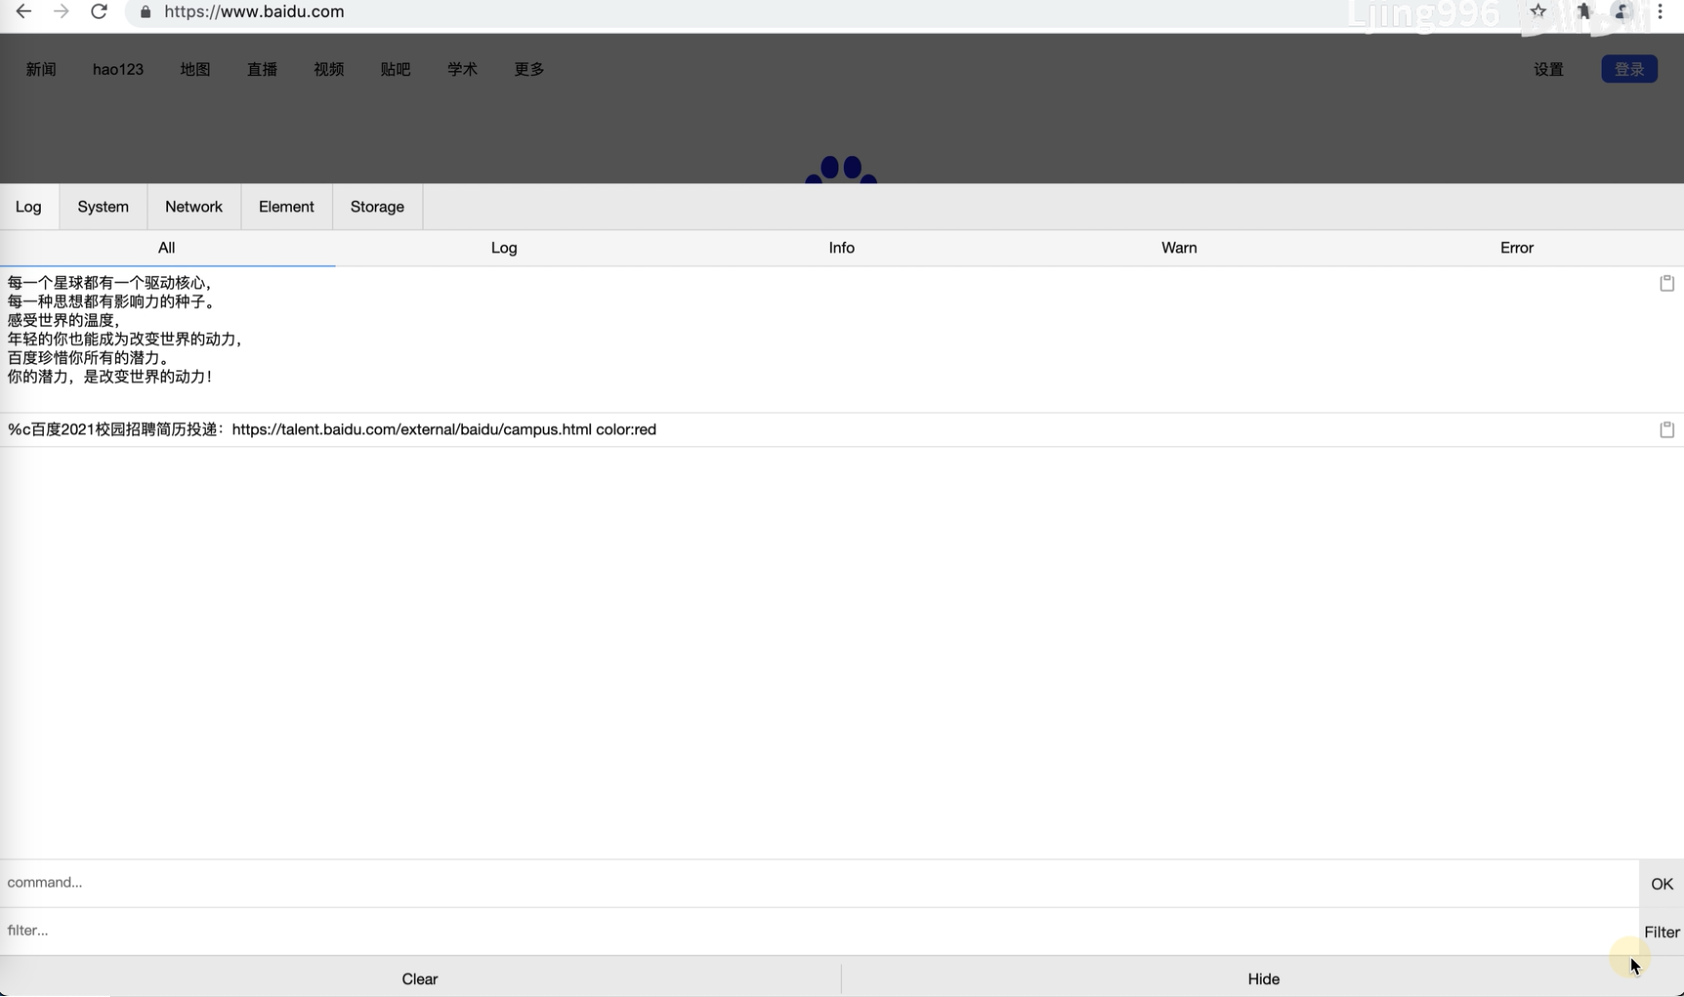 https://www.baidu.com
Ljing996
新闻 hao123 地图 直播 视频 贴吧 学术 更多 设置 登录
Log System Network Element Storage
All Log Info Warn Error
每一个星球都有一个驱动核心，
每一种思想都有影响力的种子。
感受世界的温度，
年轻的你也能成为改变世界的动力，
百度珍惜你所有的潜力。
你的潜力，是改变世界的动力！
%c百度2021校园招聘简历投递：https://talent.baidu.com/external/baidu/campus.html color:red
command...
OK
filter...
Filter
Clear Hide